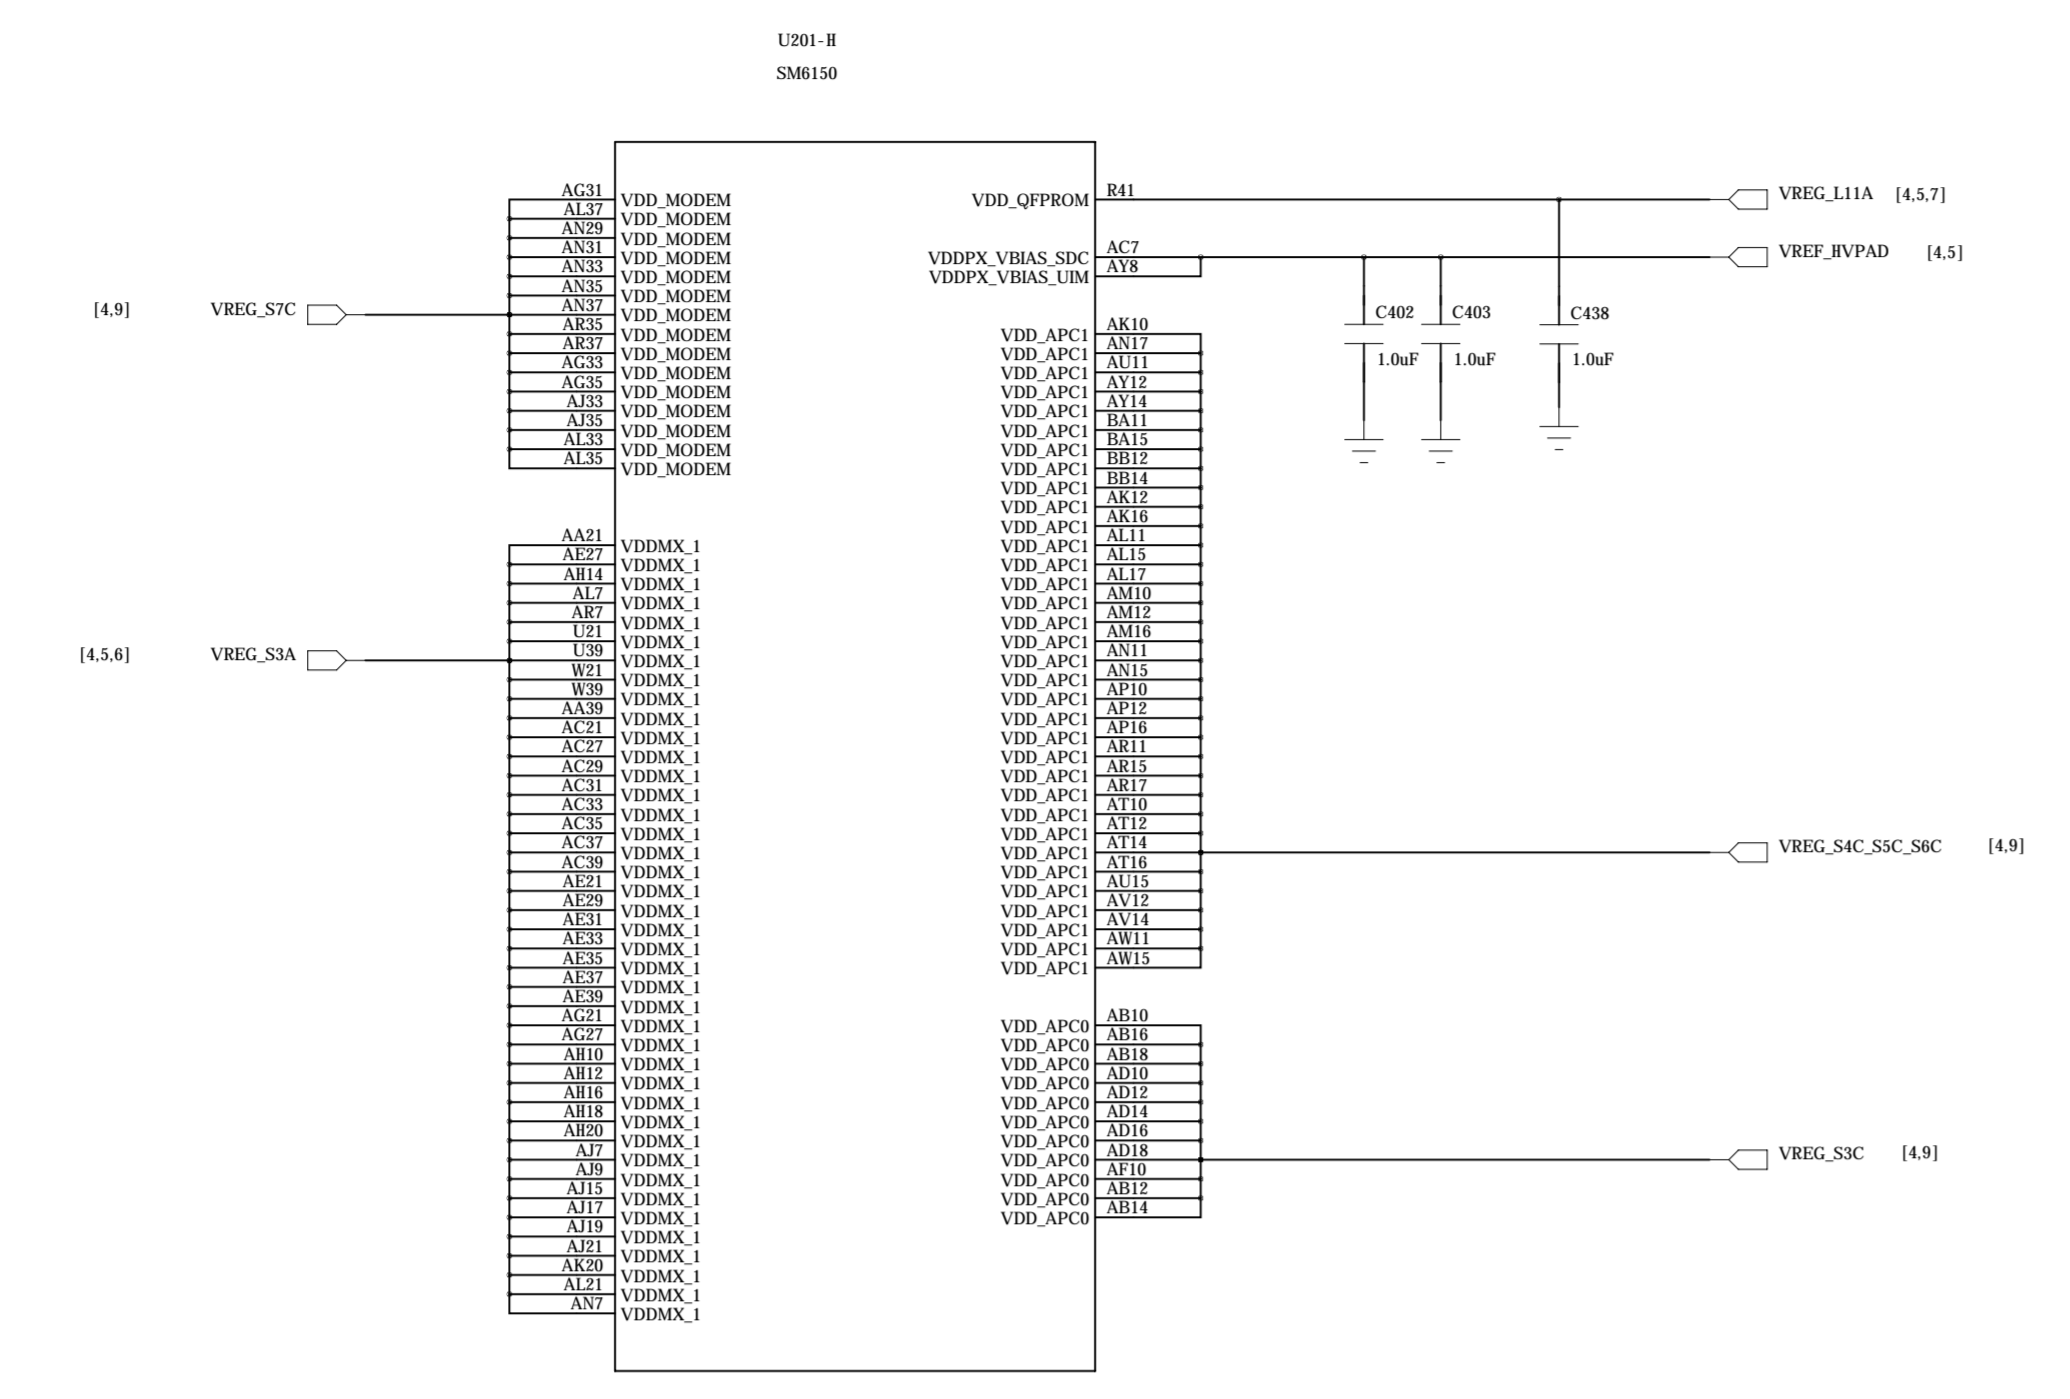 U201-H
SM6150
AG31 VDD_MODEM
AL37 VDD_MODEM
AN29 VDD_MODEM
AN31 VDD_MODEM
AN33 VDD_MODEM
AN35 VDD_MODEM
[4,9] VREG_S7C AN37 VDD_MODEM
AR35 VDD_MODEM
AR37 VDD_MODEM
AG33 VDD_MODEM
AG35 VDD_MODEM
AJ33 VDD_MODEM
AJ35 VDD_MODEM
AL33 VDD_MODEM
AL35 VDD_MODEM
AA21 VDDMX_1
AE27 VDDMX_1
AH14 VDDMX_1
AL7 VDDMX_1
AR7 VDDMX_1
U21 VDDMX_1
[4,5,6] VREG_S3A U39 VDDMX_1
W21 VDDMX_1
W39 VDDMX_1
AA39 VDDMX_1
AC21 VDDMX_1
AC27 VDDMX_1
AC29 VDDMX_1
AC31 VDDMX_1
AC33 VDDMX_1
AC35 VDDMX_1
AC37 VDDMX_1
AC39 VDDMX_1
AE21 VDDMX_1
AE29 VDDMX_1
AE31 VDDMX_1
AE33 VDDMX_1
AE35 VDDMX_1
AE37 VDDMX_1
AE39 VDDMX_1
AG21 VDDMX_1
AG27 VDDMX_1
AH10 VDDMX_1
AH12 VDDMX_1
AH16 VDDMX_1
AH18 VDDMX_1
AH20 VDDMX_1
AJ7 VDDMX_1
AJ9 VDDMX_1
AJ15 VDDMX_1
AJ17 VDDMX_1
AJ19 VDDMX_1
AJ21 VDDMX_1
AK20 VDDMX_1
AL21 VDDMX_1
AN7 VDDMX_1
VDD_QFPROM R41 VREG_L11A [4,5,7]
VDDPX_VBIAS_SDC AC7 VREF_HVPAD [4,5]
VDDPX_VBIAS_UIM AY8
C402 C403 C438
1.0uF 1.0uF 1.0uF
VDD_APC1 AK10
VDD_APC1 AN17
VDD_APC1 AU11
VDD_APC1 AY12
VDD_APC1 AY14
VDD_APC1 BA11
VDD_APC1 BA15
VDD_APC1 BB12
VDD_APC1 BB14
VDD_APC1 AK12
VDD_APC1 AK16
VDD_APC1 AL11
VDD_APC1 AL15
VDD_APC1 AL17
VDD_APC1 AM10
VDD_APC1 AM12
VDD_APC1 AM16
VDD_APC1 AN11
VDD_APC1 AN15
VDD_APC1 AP10
VDD_APC1 AP12
VDD_APC1 AP16
VDD_APC1 AR11
VDD_APC1 AR15
VDD_APC1 AR17
VDD_APC1 AT10
VDD_APC1 AT12
VDD_APC1 AT14 VREG_S4C_S5C_S6C [4,9]
VDD_APC1 AT16
VDD_APC1 AU15
VDD_APC1 AV12
VDD_APC1 AV14
VDD_APC1 AW11
VDD_APC1 AW15
VDD_APC0 AB10
VDD_APC0 AB16
VDD_APC0 AB18
VDD_APC0 AD10
VDD_APC0 AD12
VDD_APC0 AD14
VDD_APC0 AD16
VDD_APC0 AD18 VREG_S3C [4,9]
VDD_APC0 AF10
VDD_APC0 AB12
VDD_APC0 AB14